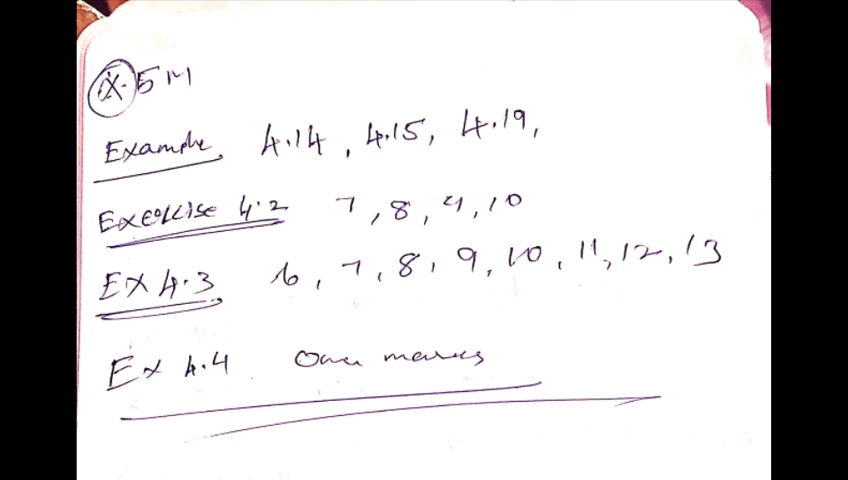 X. 5M
Example 4.14, 4.15, 4.19,
Exercise 4.2 7, 8, 9, 10
EX 4.3 6, 7, 8, 9, 10, 11, 12, 13
Ex 4.4 One marks